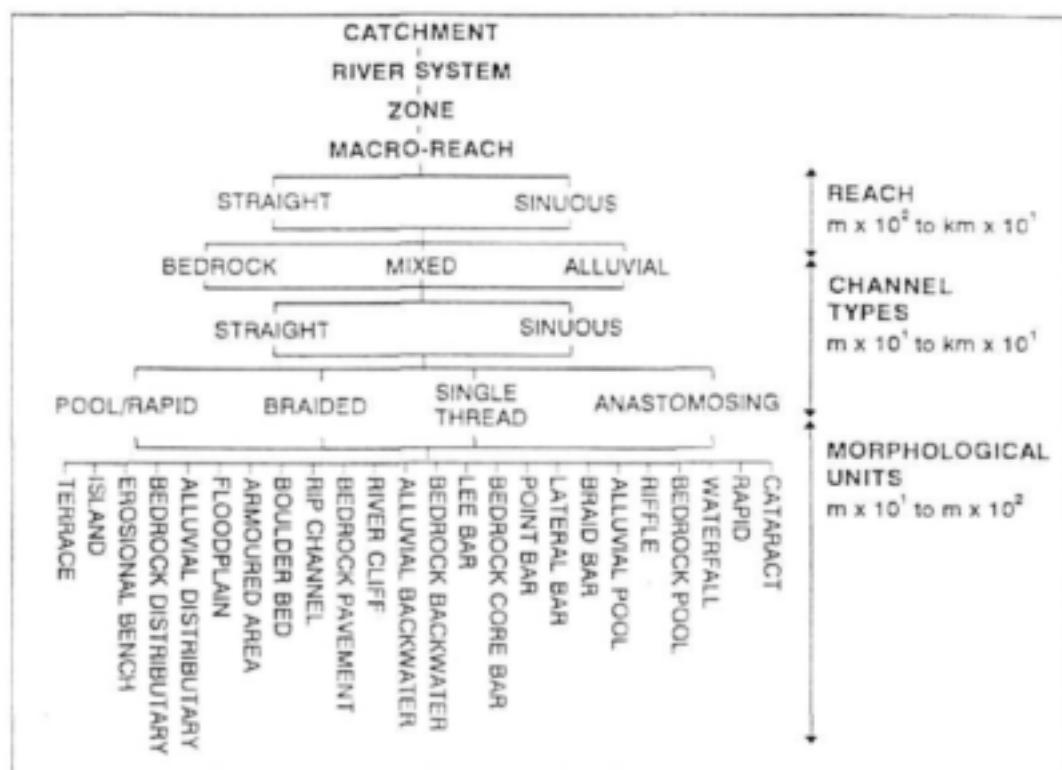 CATCHMENT
RIVER SYSTEM
ZONE
MACRO-REACH
STRAIGHT SINUOUS
BEDROCK MIXED ALLUVIAL
STRAIGHT SINUOUS
POOL/RAPID BRAIDED SINGLE THREAD ANASTOMOSING
TERRACE
ISLAND
EROSIONAL BENCH
BEDROCK DISTRIBUTARY
ALLUVIAL DISTRIBUTARY
FLOODPLAIN
ARMOURED AREA
BOULDER BED
RIP CHANNEL
BEDROCK PAVEMENT
RIVER CLIFF
ALLUVIAL BACKWATER
BEDROCK BACKWATER
LEE BAR
BEDROCK CORE BAR
POINT BAR
LATERAL BAR
BRAID BAR
ALLUVIAL POOL
RIFFLE
BEDROCK POOL
WATERFALL
RAPID
CATARACT
REACH
m x 10² to km x 10¹
CHANNEL
TYPES
m x 10¹ to km x 10¹
MORPHOLOGICAL
UNITS
m x 10¹ to m x 10²